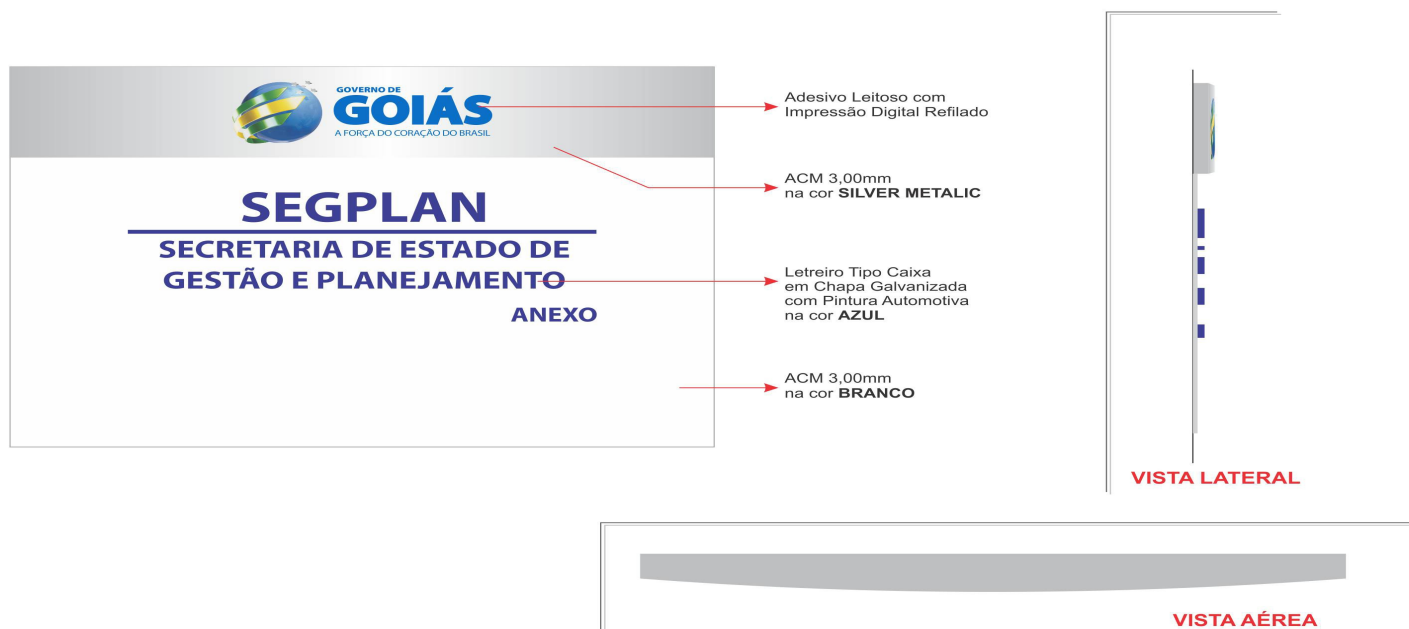 GOVERNO DE
GOIÁS
A FORÇA DO CORAÇÃO DO BRASIL
SEGPLAN
SECRETARIA DE ESTADO DE
GESTÃO E PLANEJAMENTO
ANEXO
Adesivo Leitoso com
Impressão Digital Refilado
ACM 3,00mm
na cor SILVER METALIC
Letreiro Tipo Caixa
em Chapa Galvanizada
com Pintura Automotiva
na cor AZUL
ACM 3,00mm
na cor BRANCO
VISTA LATERAL
VISTA AÉREA